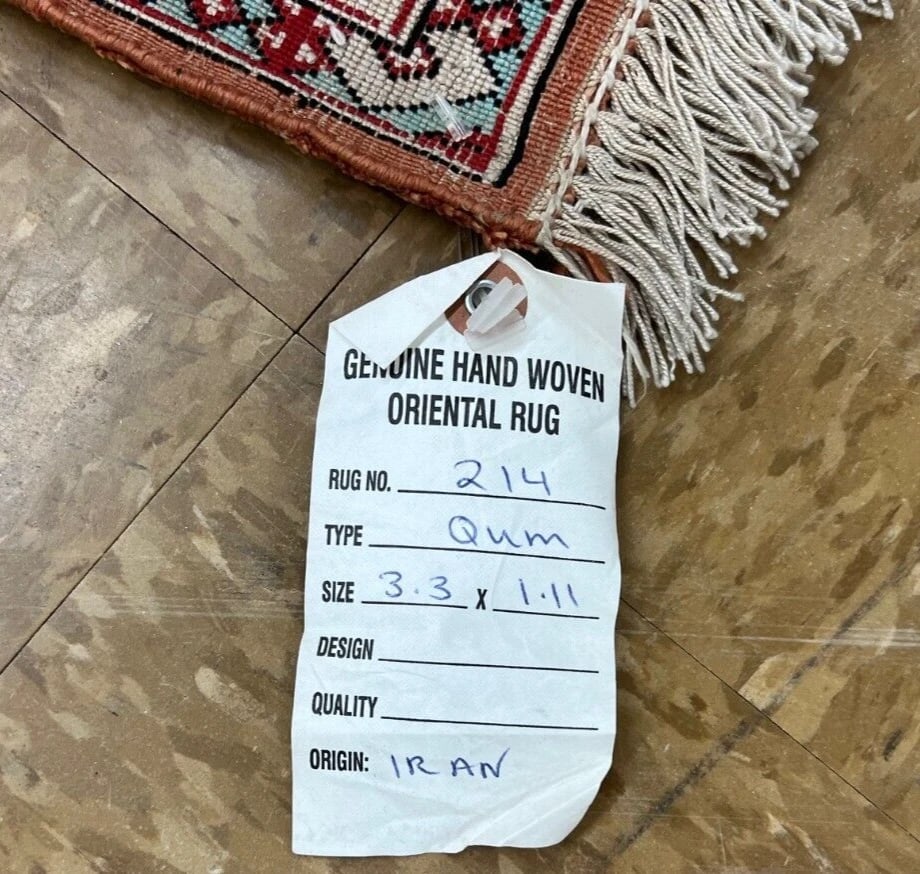 GENUINE HAND WOVEN
ORIENTAL RUG
RUG NO. 214
TYPE Qum
SIZE 3.3 X 1.11
DESIGN
QUALITY
ORIGIN: IRAN